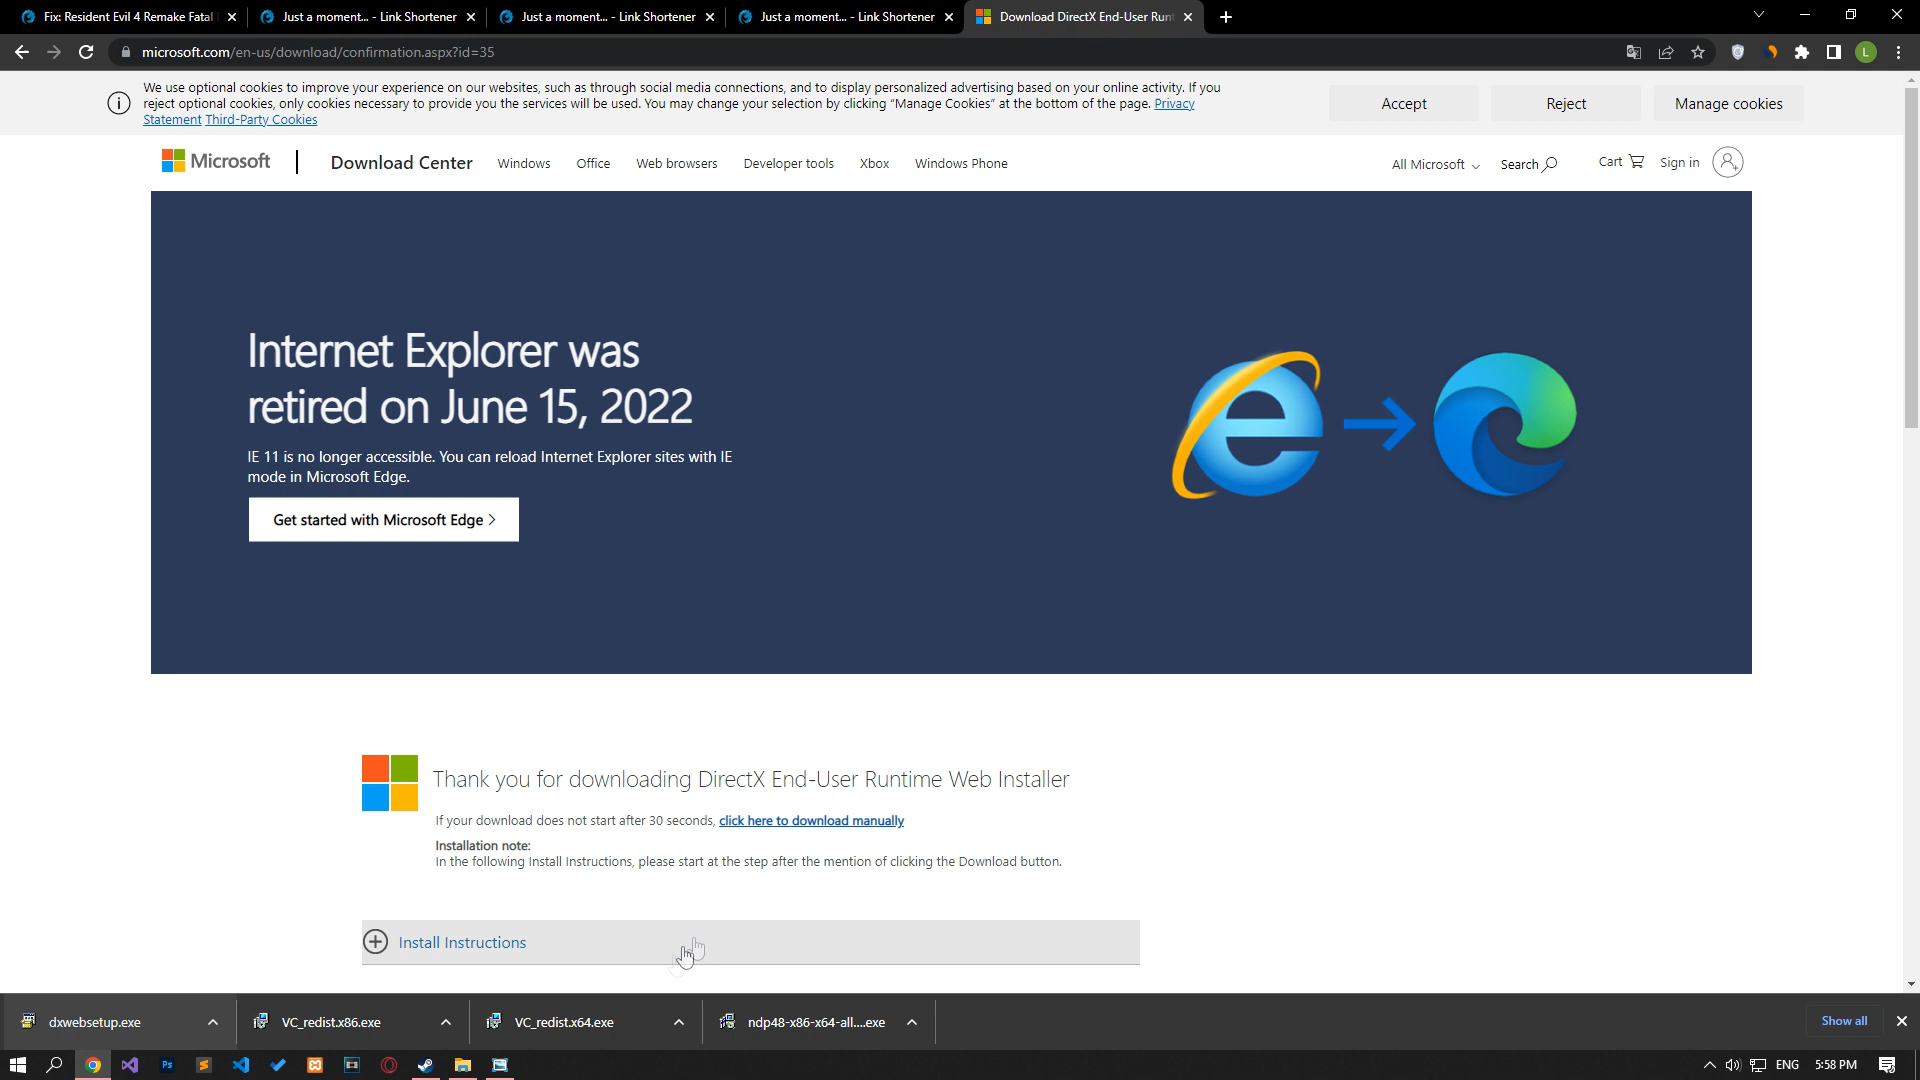 Fix: Resident Evil 4 Remake Fatal
Just a moment... - Link Shortener
Just a moment... - Link Shortener
Just a moment... - Link Shortener
Download DirectX End-User Runt
microsoft.com/en-us/download/confirmation.aspx?id=35
L
We use optional cookies to improve your experience on our websites, such as through social media connections, and to display personalized advertising based on your online activity. If you
reject optional cookies, only cookies necessary to provide you the services will be used. You may change your selection by clicking “Manage Cookies” at the bottom of the page. Privacy
Statement Third-Party Cookies
Accept
Reject
Manage cookies
Microsoft
Download Center
Windows
Office
Web browsers
Developer tools
Xbox
Windows Phone
All Microsoft
Search
Cart
Sign in
Internet Explorer was
retired on June 15, 2022
IE 11 is no longer accessible. You can reload Internet Explorer sites with IE
mode in Microsoft Edge.
Get started with Microsoft Edge >
Thank you for downloading DirectX End-User Runtime Web Installer
If your download does not start after 30 seconds, click here to download manually
Installation note:
In the following Install Instructions, please start at the step after the mention of clicking the Download button.
Install Instructions
dxwebsetup.exe
VC_redist.x86.exe
VC_redist.x64.exe
ndp48-x86-x64-all....exe
Show all
Ps
ENG
5:58 PM